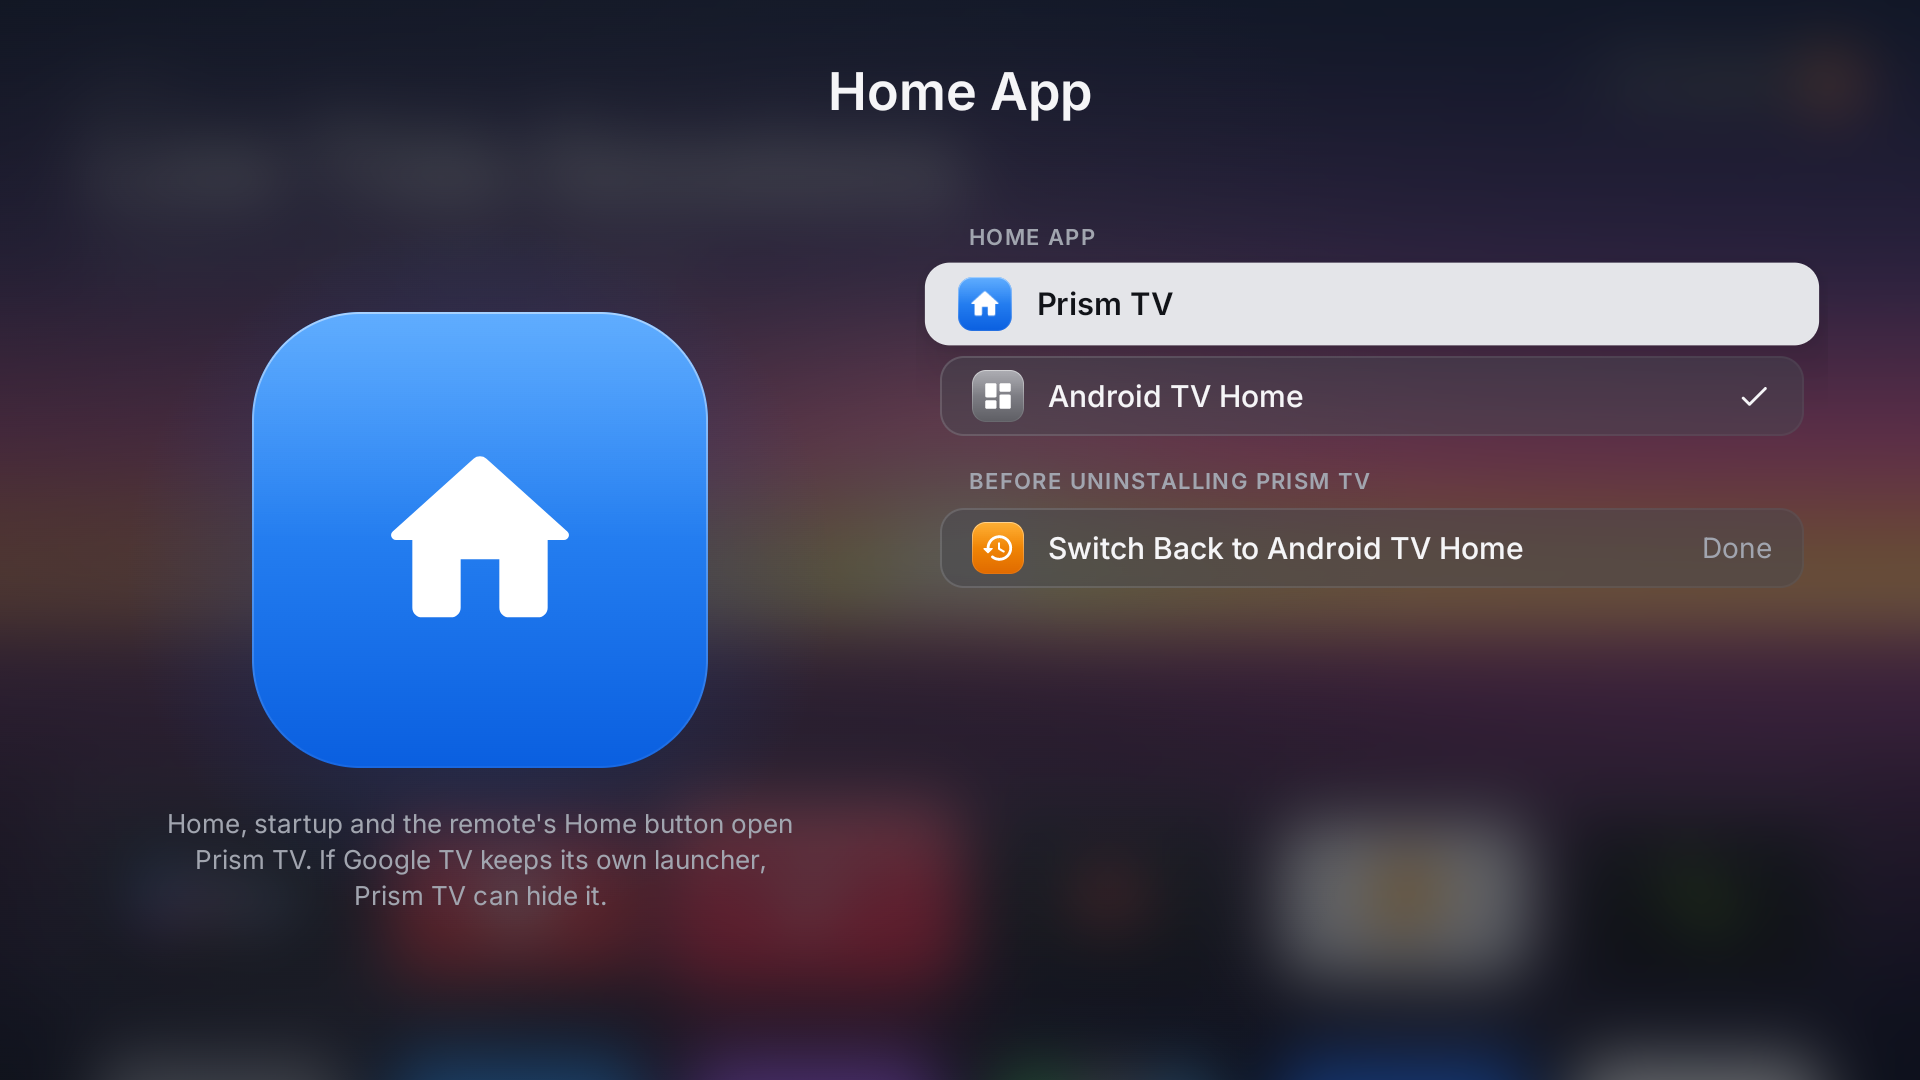 Home App
HOME APP
Prism TV
Android TV Home
BEFORE UNINSTALLING PRISM TV
Switch Back to Android TV Home
Done
Home, startup and the remote's Home button open
Prism TV. If Google TV keeps its own launcher,
Prism TV can hide it.